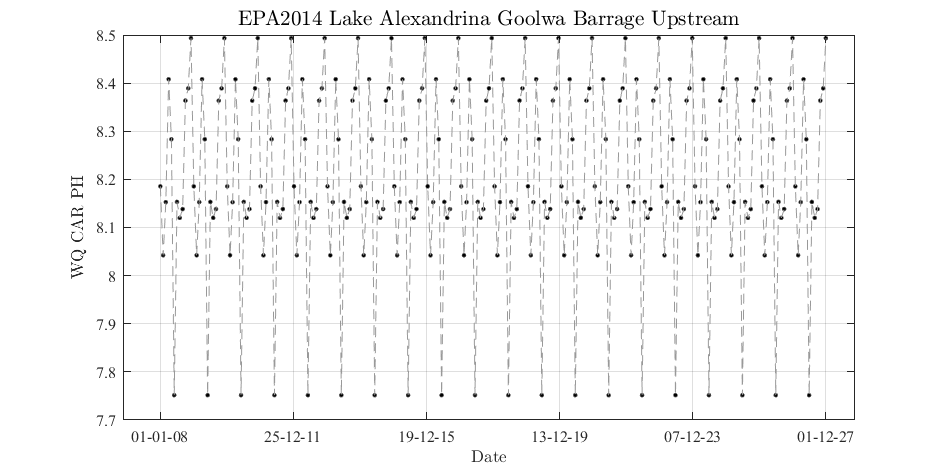 EPA2014 Lake Alexandrina Goolwa Barrage Upstream
8.5
8.4
8.3
8.2
8.1
8
7.9
7.8
7.7
WQ CAR PH
01-01-08 25-12-11 19-12-15 13-12-19 07-12-23 01-12-27
Date